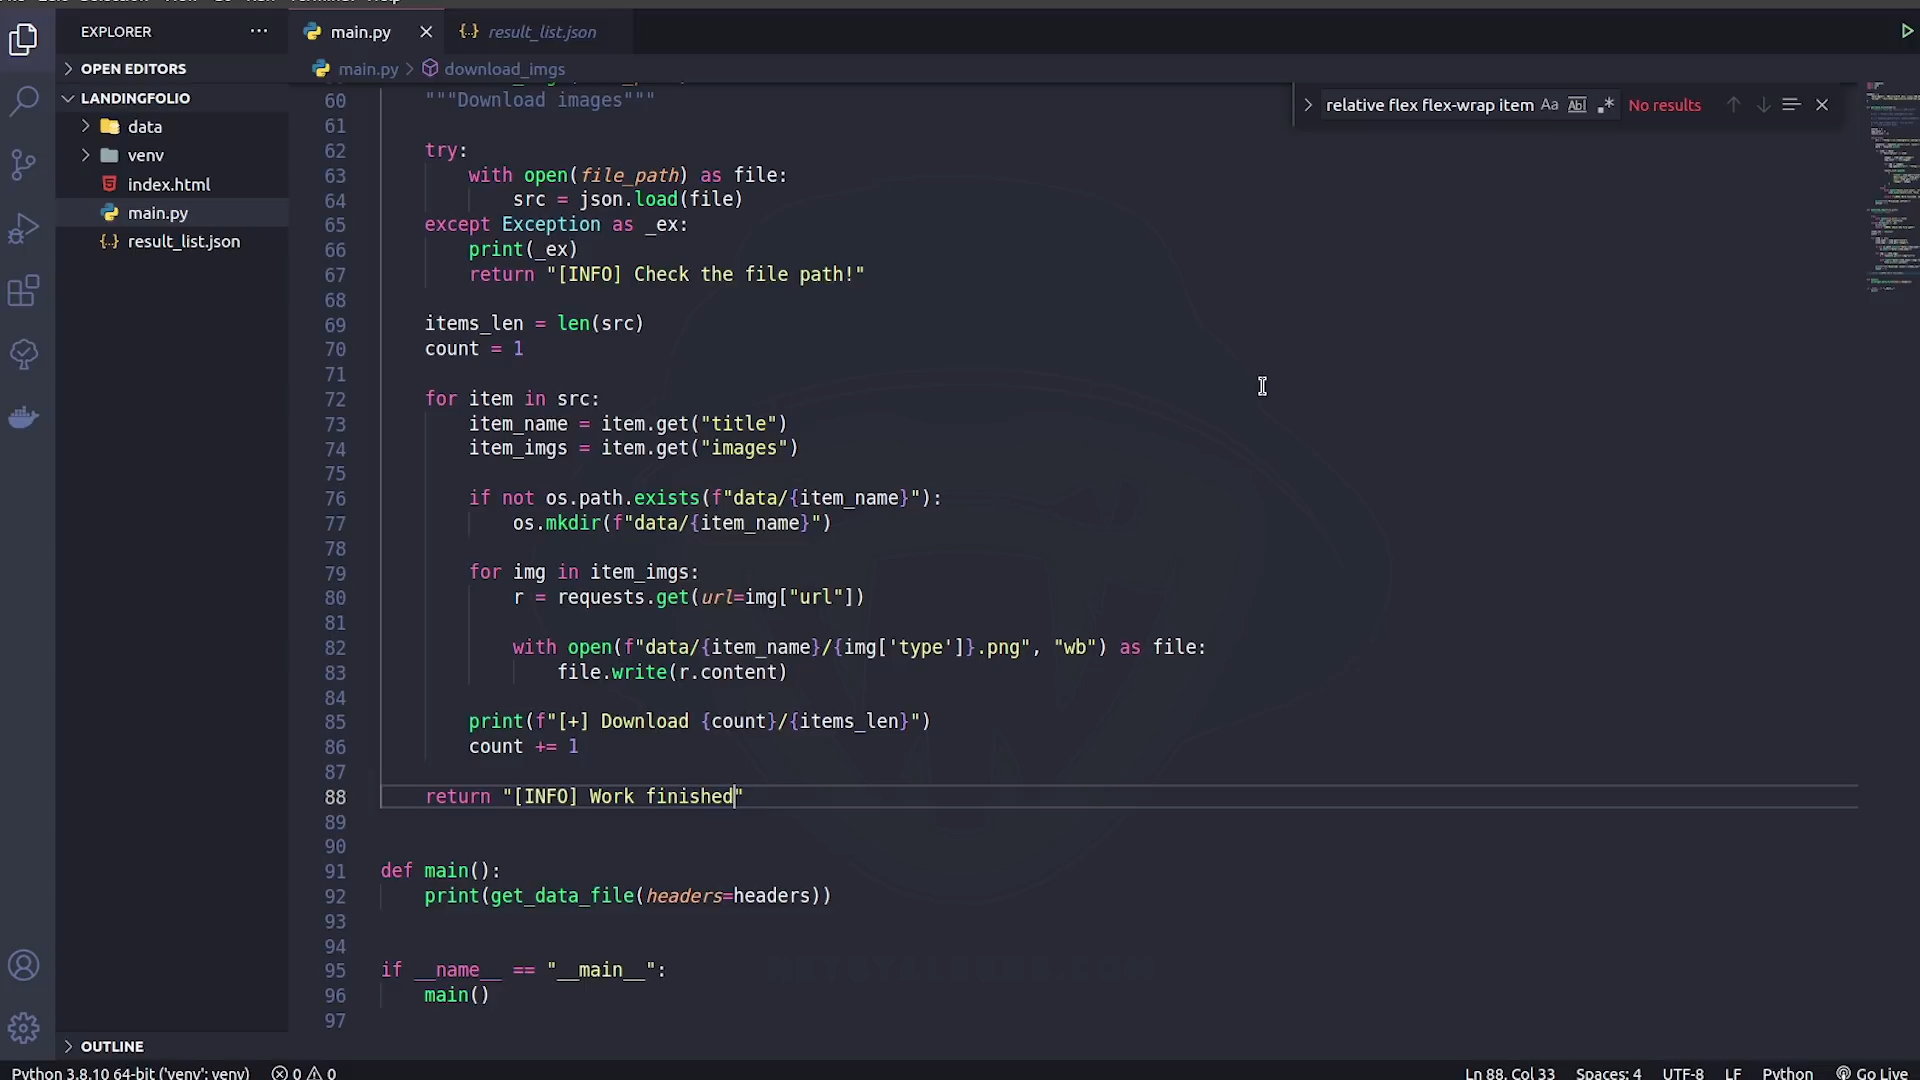 EXPLORER
main.py
result_list.json
OPEN EDITORS
main.py > download_imgs
LANDINGFOLIO
data
venv
index.html
main.py
result_list.json
relative flex flex-wrap item
No results
60 """Download images"""
61
62 try:
63 with open(file_path) as file:
64 src = json.load(file)
65 except Exception as _ex:
66 print(_ex)
67 return "[INFO] Check the file path!"
68
69 items_len = len(src)
70 count = 1
71
72 for item in src:
73 item_name = item.get("title")
74 item_imgs = item.get("images")
75
76 if not os.path.exists(f"data/{item_name}"):
77 os.mkdir(f"data/{item_name}")
78
79 for img in item_imgs:
80 r = requests.get(url=img["url"])
81
82 with open(f"data/{item_name}/{img['type']}.png", "wb") as file:
83 file.write(r.content)
84
85 print(f"[+] Download {count}/{items_len}")
86 count += 1
87
88 return "[INFO] Work finished"
89
90
91 def main():
92 print(get_data_file(headers=headers))
93
94
95 if __name__ == "__main__":
96 main()
97
OUTLINE
Python 3.8.10 64-bit ('venv': venv) 0 0
Ln 88, Col 33 Spaces: 4 UTF-8 LF Python Go Live